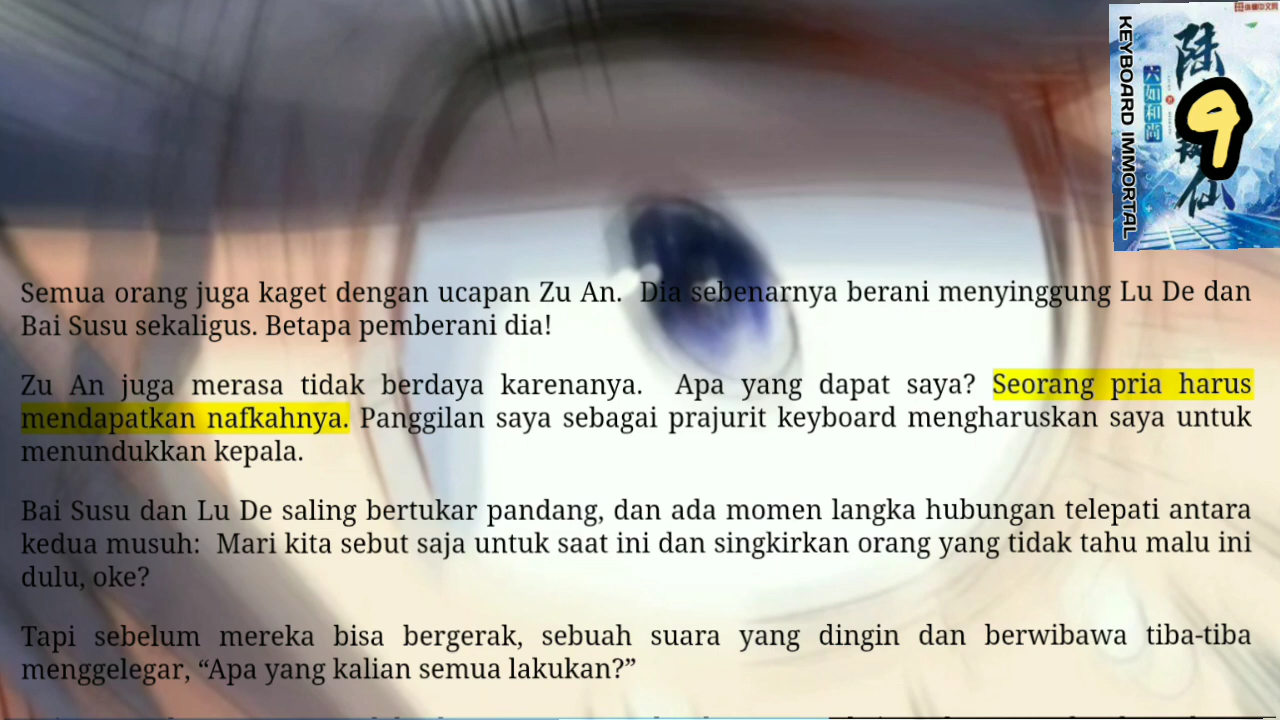 KEYBOARD IMMORTAL
六如和尚
9
Semua orang juga kaget dengan ucapan Zu An.  Dia sebenarnya berani menyinggung Lu De dan
Bai Susu sekaligus. Betapa pemberani dia!
Zu An juga merasa tidak berdaya karenanya.  Apa yang dapat saya? Seorang pria harus
mendapatkan nafkahnya. Panggilan saya sebagai prajurit keyboard mengharuskan saya untuk
menundukkan kepala.
Bai Susu dan Lu De saling bertukar pandang, dan ada momen langka hubungan telepati antara
kedua musuh:  Mari kita sebut saja untuk saat ini dan singkirkan orang yang tidak tahu malu ini
dulu, oke?
Tapi sebelum mereka bisa bergerak, sebuah suara yang dingin dan berwibawa tiba-tiba
menggelegar, “Apa yang kalian semua lakukan?”